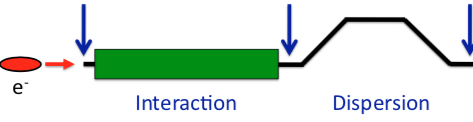 e-
Interaction
Dispersion